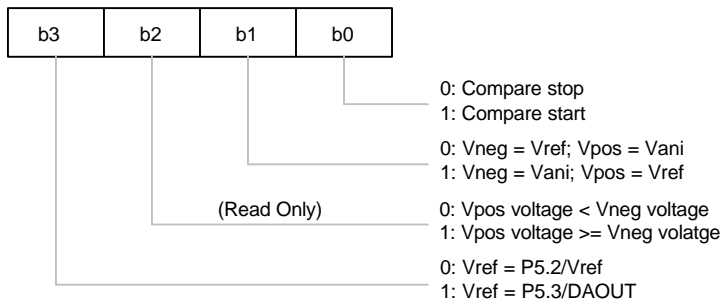 b3 b2 b1 b0
0: Compare stop
1: Compare start
0: Vneg = Vref; Vpos = Vani
1: Vneg = Vani; Vpos = Vref
(Read Only) 0: Vpos voltage < Vneg voltage
1: Vpos voltage >= Vneg volatge
0: Vref = P5.2/Vref
1: Vref = P5.3/DAOUT